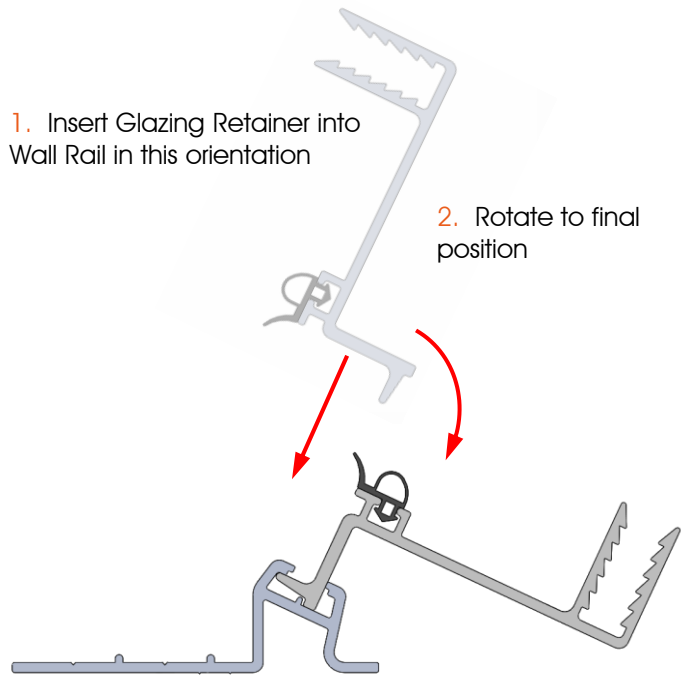 1. Insert Glazing Retainer into
Wall Rail in this orientation
2. Rotate to final
position